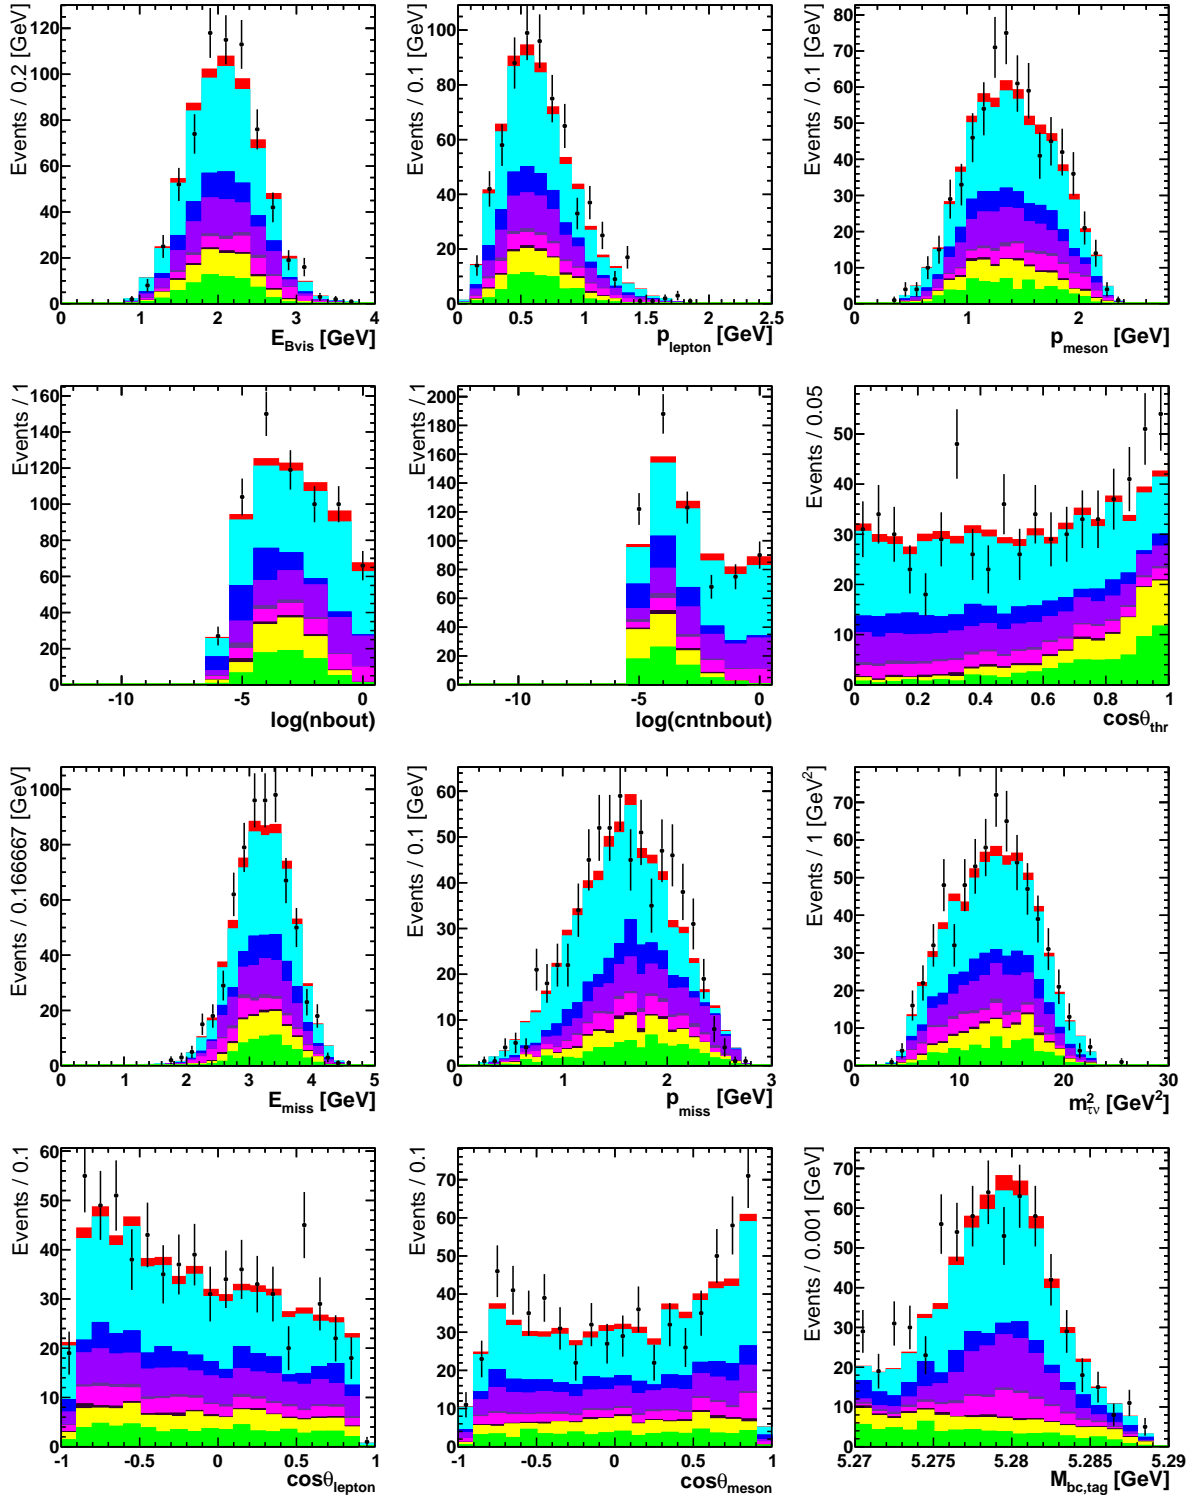 Events / 0.2 [GeV]
120
100
80
60
40
20
0
0 1 2 3 4
E_Bvis [GeV]
Events / 0.1 [GeV]
100
80
60
40
20
0
0 0.5 1 1.5 2 2.5
p_lepton [GeV]
Events / 0.1 [GeV]
80
70
60
50
40
30
20
10
0
0 1 2
p_meson [GeV]
Events / 1
160
140
120
100
80
60
40
20
0
-10 -5 0
log(nbout)
Events / 1
200
180
160
140
120
100
80
60
40
20
0
-10 -5 0
log(cntnbout)
Events / 0.05
50
40
30
20
10
0
0 0.2 0.4 0.6 0.8 1
cosθ_thr
Events / 0.166667 [GeV]
100
80
60
40
20
0
0 1 2 3 4 5
E_miss [GeV]
Events / 0.1 [GeV]
60
50
40
30
20
10
0
0 1 2 3
p_miss [GeV]
Events / 1 [GeV²]
70
60
50
40
30
20
10
0
0 10 20 30
m²_τν [GeV²]
Events / 0.1
60
50
40
30
20
10
0
-1 -0.5 0 0.5 1
cosθ_lepton
Events / 0.1
70
60
50
40
30
20
10
0
-1 -0.5 0 0.5 1
cosθ_meson
Events / 0.001 [GeV]
70
60
50
40
30
20
10
0
5.27 5.275 5.28 5.285 5.29
M_bc,tag [GeV]